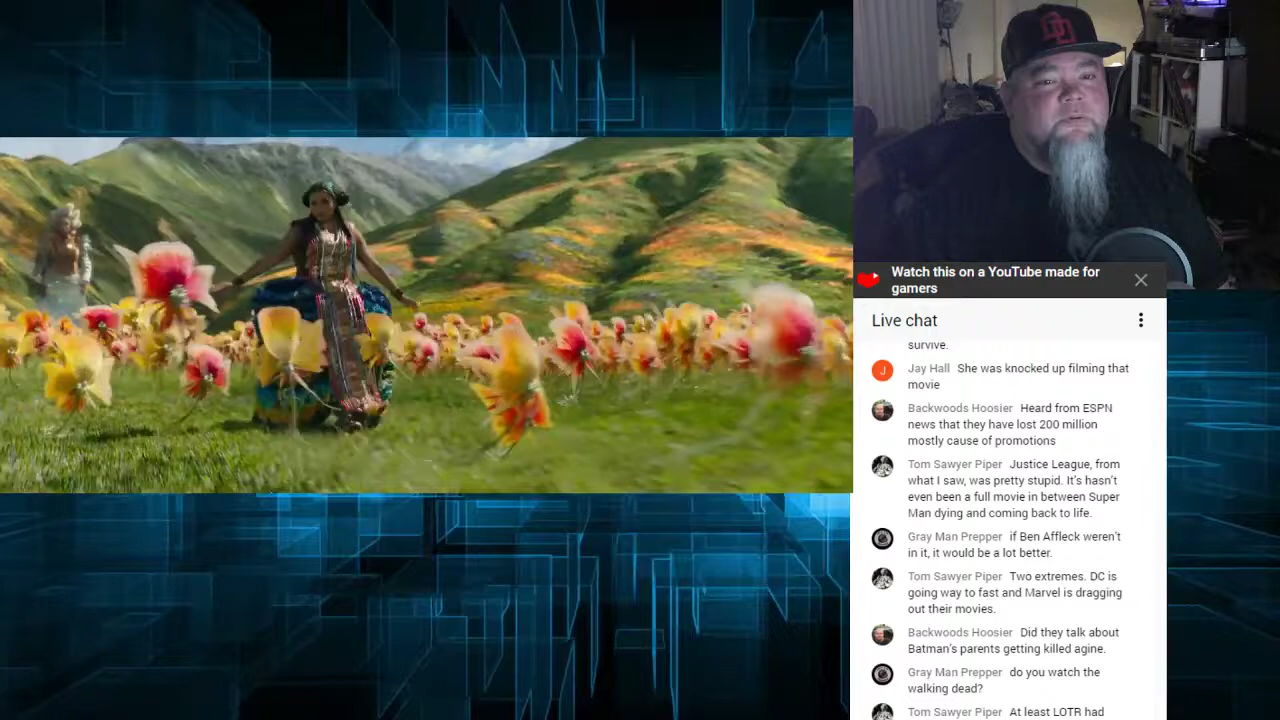 Watch this on a YouTube made for
gamers
Live chat
survive.
Jay Hall She was knocked up filming that
movie
Backwoods Hoosier Heard from ESPN
news that they have lost 200 million
mostly cause of promotions
Tom Sawyer Piper Justice League, from
what I saw, was pretty stupid. It's hasn't
even been a full movie in between Super
Man dying and coming back to life.
Gray Man Prepper if Ben Affleck weren't
in it, it would be a lot better.
Tom Sawyer Piper Two extremes. DC is
going way to fast and Marvel is dragging
out their movies.
Backwoods Hoosier Did they talk about
Batman's parents getting killed agine.
Gray Man Prepper do you watch the
walking dead?
Tom Sawyer Piper At least LOTR had
J